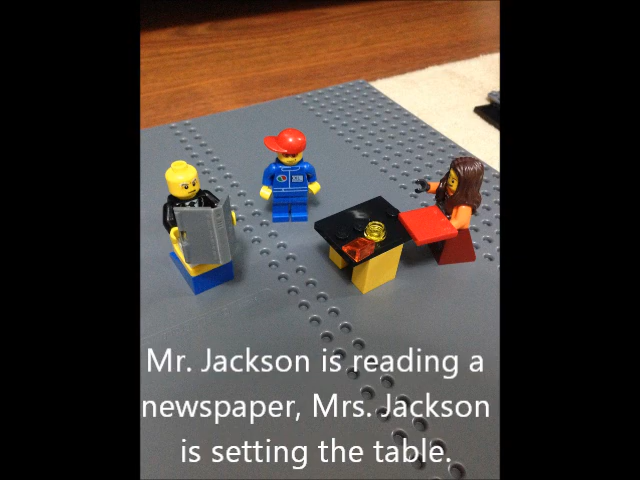 Mr. Jackson is reading a
newspaper, Mrs. Jackson
is setting the table.